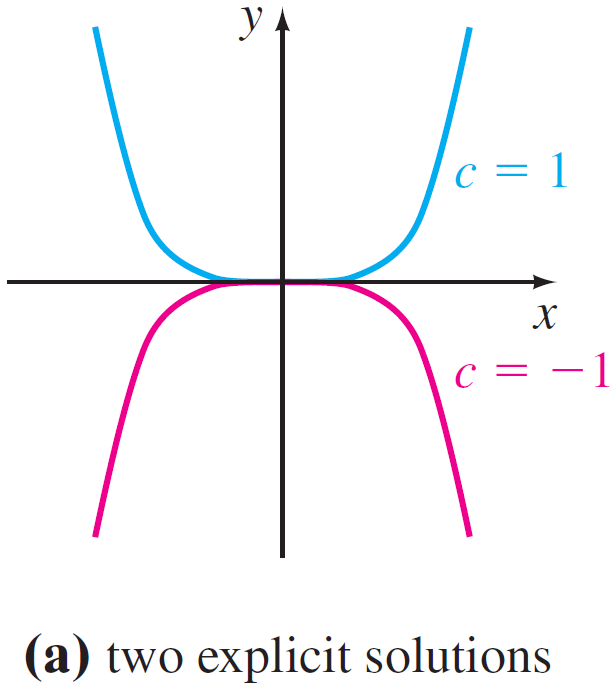 y
c = 1
x
c = −1
(a) two explicit solutions